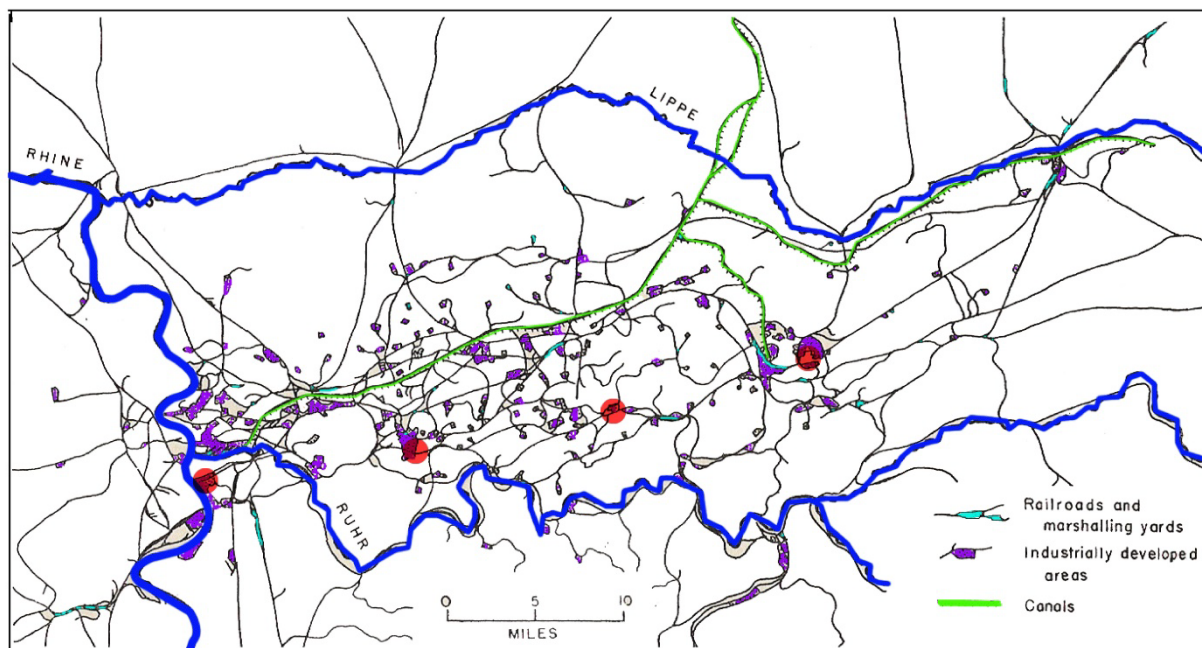 LIPPE
RHINE
RUHR
Railroads and
marshalling yards
Industrially developed
areas
Canals
0 5 10
MILES